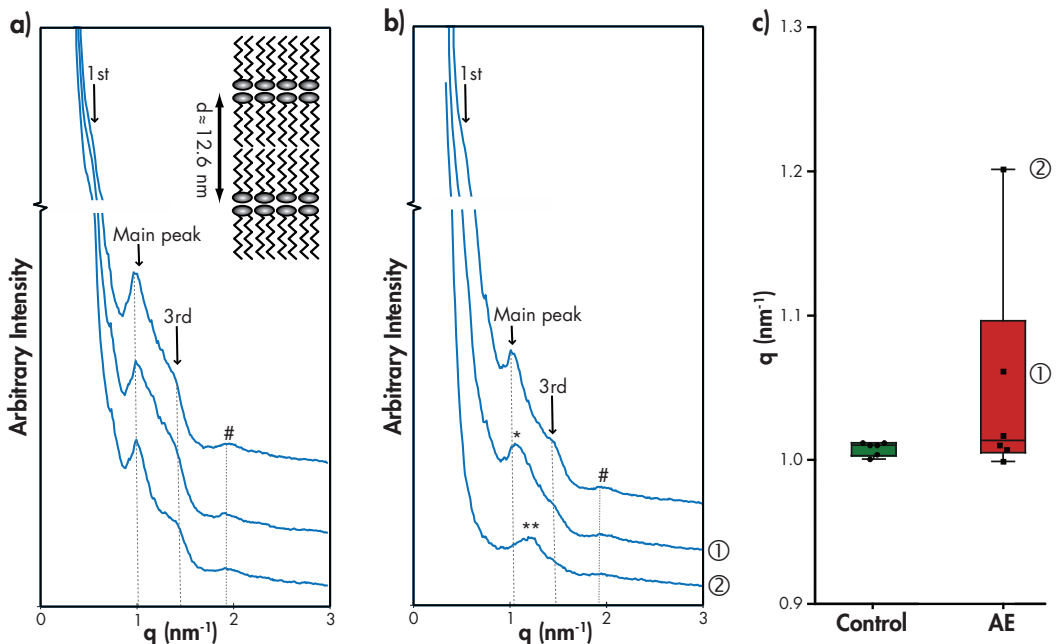 a)
1st
d ≈ 12.6 nm
Main peak
3rd
#
Arbitrary Intensity
0
1
2
3
q (nm⁻¹)
b)
1st
Main peak
3rd
*
#
**
①
②
Arbitrary Intensity
0
1
2
3
q (nm⁻¹)
c)
1.3
1.2
1.1
1.0
0.9
q (nm⁻¹)
②
①
Control
AE